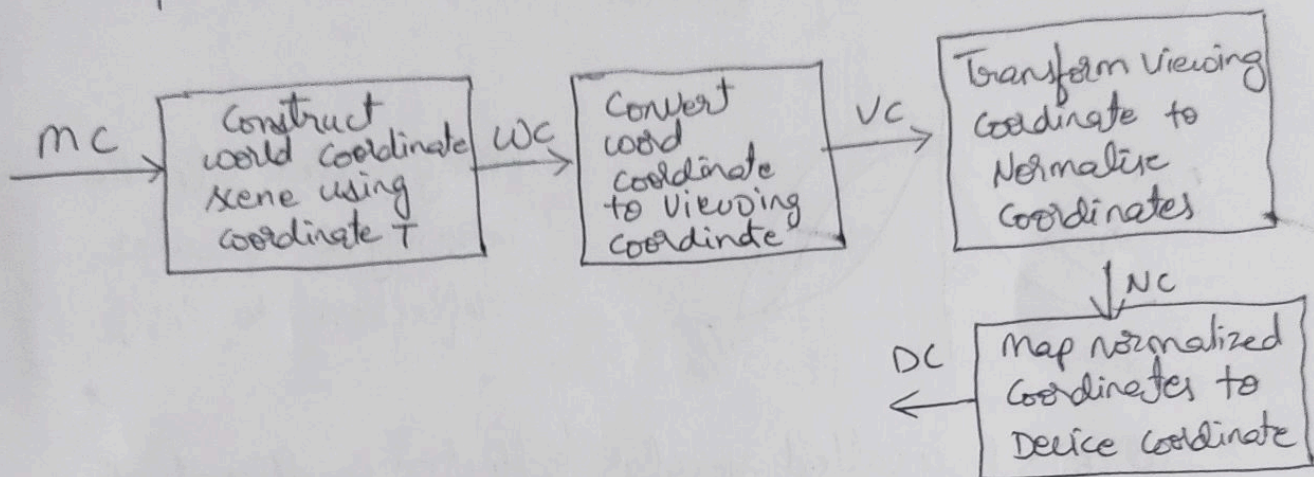 MC
Construct
world coordinate
scene using
coordinate T
WC
Convert
word
coordinate
to viewing
coordinate
VC
Transform viewing
coordinate to
Normalise
coordinates
NC
Map normalized
coordinates to
Device coordinate
DC